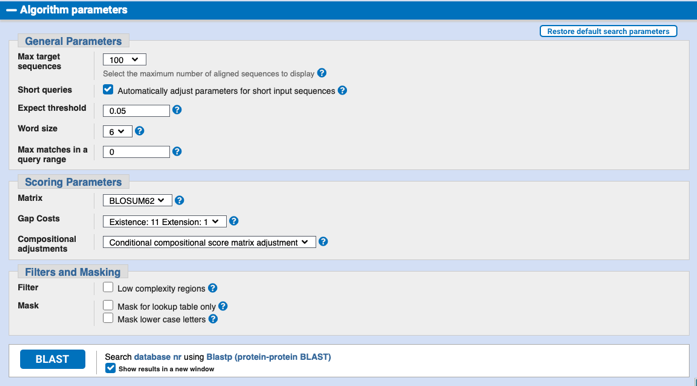 Algorithm parameters
Restore default search parameters
General Parameters
Max target
sequences
100
Select the maximum number of aligned sequences to display ?
Short queries
Automatically adjust parameters for short input sequences ?
Expect threshold
0.05 ?
Word size
6 ?
Max matches in a
query range
0 ?
Scoring Parameters
Matrix
BLOSUM62 ?
Gap Costs
Existence: 11 Extension: 1 ?
Compositional
adjustments
Conditional compositional score matrix adjustment ?
Filters and Masking
Filter
Low complexity regions ?
Mask
Mask for lookup table only ?
Mask lower case letters ?
BLAST
Search database nr using Blastp (protein-protein BLAST)
Show results in a new window